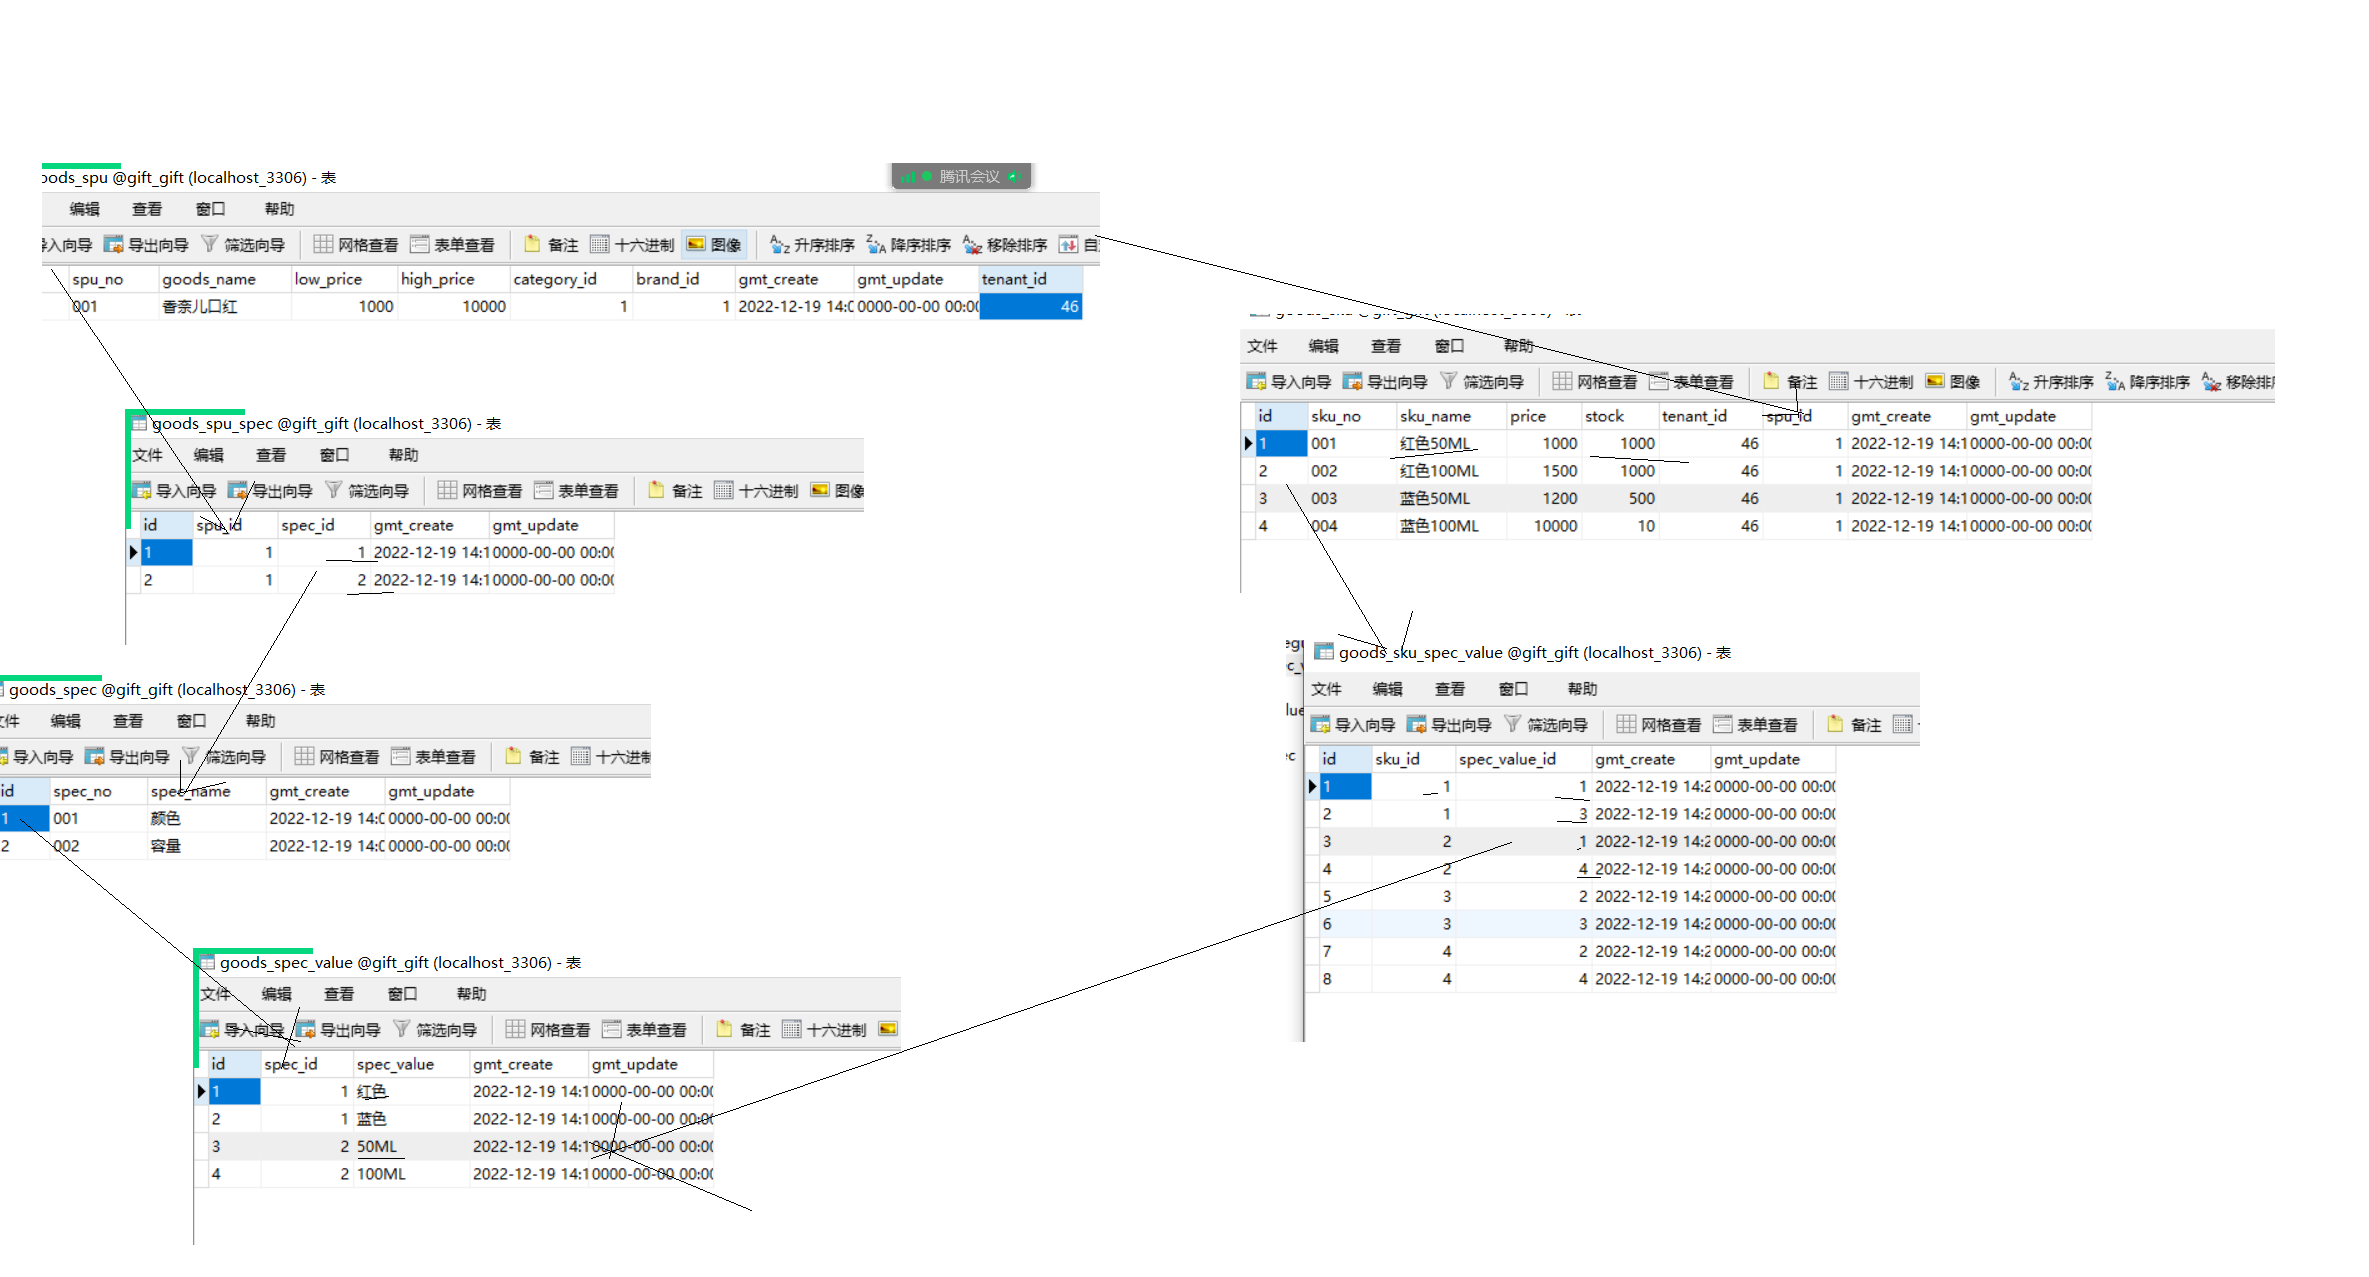 oods_spu @gift_gift (localhost_3306) - 表
腾讯会议
编辑 查看 窗口 帮助
导入向导 导出向导 筛选向导 网格查看 表单查看 备注 十六进制 图像 升序排序 降序排序 移除排序
spu_no goods_name low_price high_price category_id brand_id gmt_create gmt_update tenant_id
001 香奈儿口红 1000 10000 1 1 2022-12-19 14:0 0000-00-00 00:00 46
文件 编辑 查看 窗口 帮助
导入向导 导出向导 筛选向导 网格查看 表单查看 备注 十六进制 图像 升序排序 降序排序 移除排
id sku_no sku_name price stock tenant_id spu_id gmt_create gmt_update
1 001 红色50ML 1000 1000 46 1 2022-12-19 14:1 0000-00-00 00:00
2 002 红色100ML 1500 1000 46 1 2022-12-19 14:1 0000-00-00 00:00
3 003 蓝色50ML 1200 500 46 1 2022-12-19 14:1 0000-00-00 00:00
4 004 蓝色100ML 10000 10 46 1 2022-12-19 14:1 0000-00-00 00:00
goods_spu_spec @gift_gift (localhost_3306) - 表
文件 编辑 查看 窗口 帮助
导入向导 导出向导 筛选向导 网格查看 表单查看 备注 十六进制 图像
id spu_id spec_id gmt_create gmt_update
1 1 1 2022-12-19 14:1 0000-00-00 00:00
2 1 2 2022-12-19 14:1 0000-00-00 00:00
goods_spec @gift_gift (localhost_3306) - 表
文件 编辑 查看 窗口 帮助
导入向导 导出向导 筛选向导 网格查看 表单查看 备注 十六进制
id spec_no spec_name gmt_create gmt_update
1 001 颜色 2022-12-19 14:0 0000-00-00 00:00
2 002 容量 2022-12-19 14:0 0000-00-00 00:00
goods_sku_spec_value @gift_gift (localhost_3306) - 表
文件 编辑 查看 窗口 帮助
导入向导 导出向导 筛选向导 网格查看 表单查看 备注
id sku_id spec_value_id gmt_create gmt_update
1 1 1 2022-12-19 14:2 0000-00-00 00:00
2 1 3 2022-12-19 14:2 0000-00-00 00:00
3 2 1 2022-12-19 14:2 0000-00-00 00:00
4 2 4 2022-12-19 14:2 0000-00-00 00:00
5 3 2 2022-12-19 14:2 0000-00-00 00:00
6 3 3 2022-12-19 14:2 0000-00-00 00:00
7 4 2 2022-12-19 14:2 0000-00-00 00:00
8 4 4 2022-12-19 14:2 0000-00-00 00:00
goods_spec_value @gift_gift (localhost_3306) - 表
文件 编辑 查看 窗口 帮助
导入向导 导出向导 筛选向导 网格查看 表单查看 备注 十六进制
id spec_id spec_value gmt_create gmt_update
1 1 红色 2022-12-19 14:1 0000-00-00 00:00
2 1 蓝色 2022-12-19 14:1 0000-00-00 00:00
3 2 50ML 2022-12-19 14:1 0000-00-00 00:00
4 2 100ML 2022-12-19 14:1 0000-00-00 00:00